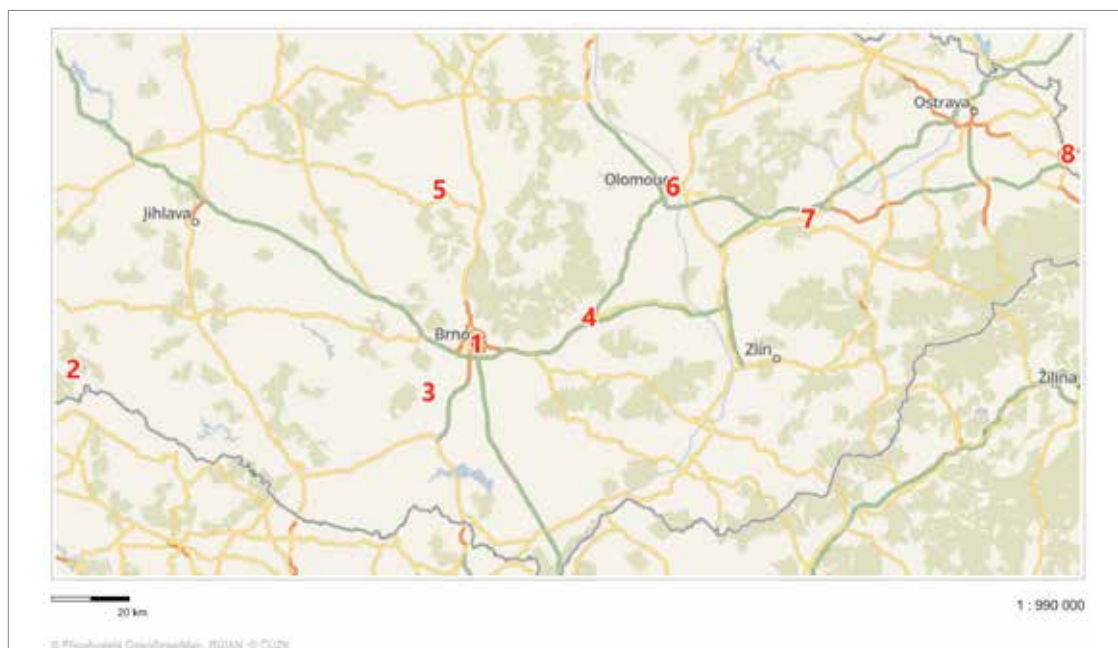 Ostrava
8
5
Olomouc
6
Jihlava
7
4
Brno
1
Zlín
2
3
Žilina
20 km
1 : 990 000